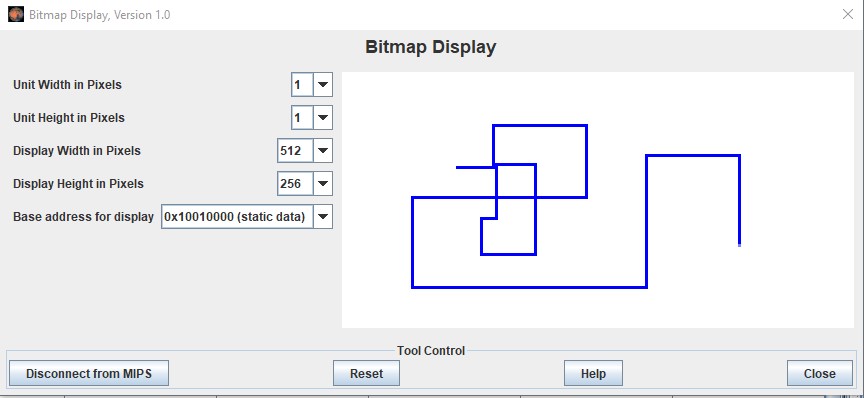 Bitmap Display, Version 1.0
Bitmap Display
Unit Width in Pixels 1
Unit Height in Pixels 1
Display Width in Pixels 512
Display Height in Pixels 256
Base address for display 0x10010000 (static data)
Tool Control
Disconnect from MIPS Reset Help Close